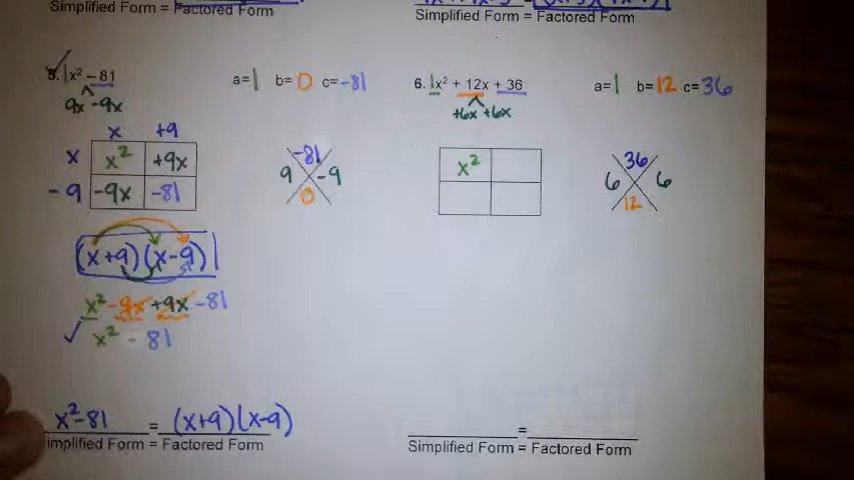 Simplified Form = Factored Form
Simplified Form = Factored Form
5. 1x² - 81
a=1 b=0 c=-81
9x -9x
x +9
x x² +9x
-9 -9x -81
-81
9 -9
0
(x+9)(x-9)
x² -9x +9x -81
✓ x² - 81
x²-81 = (x+9)(x-9)
implified Form = Factored Form
6. 1x² + 12x + 36
a=1 b=12 c=36
+6x +6x
x²
36
6 6
12
=
Simplified Form = Factored Form